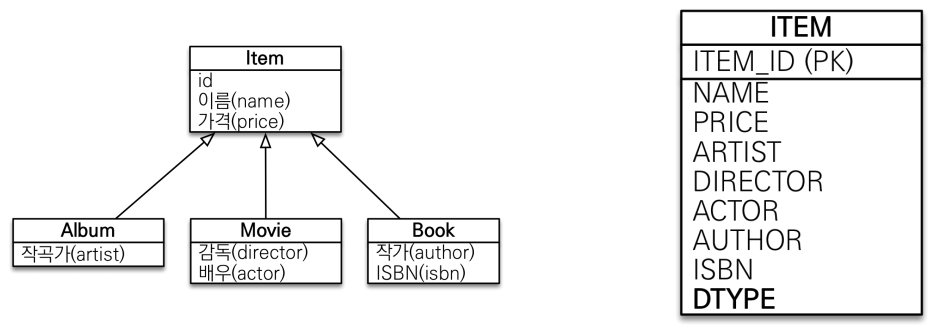 Item
id
이름(name)
가격(price)
Album
작곡가(artist)
Movie
감독(director)
배우(actor)
Book
작가(author)
ISBN(isbn)
ITEM
ITEM_ID (PK)
NAME
PRICE
ARTIST
DIRECTOR
ACTOR
AUTHOR
ISBN
DTYPE